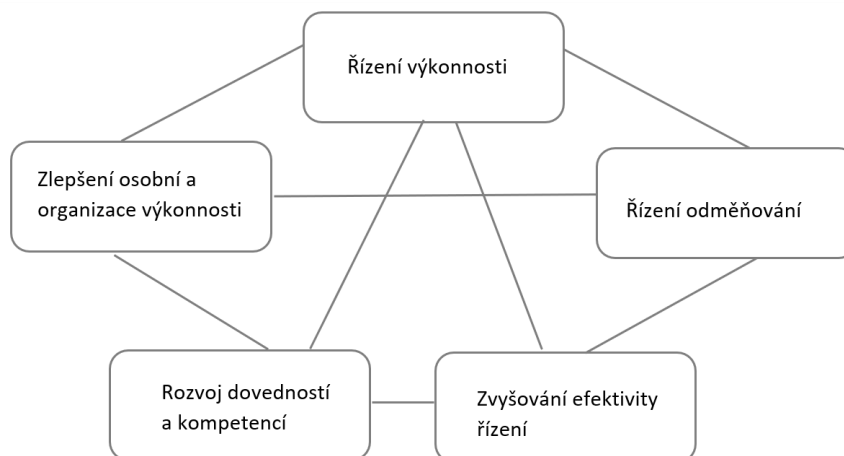 Řízení výkonnosti
Zlepšení osobní a
organizace výkonnosti
Řízení odměňování
Rozvoj dovedností
a kompetencí
Zvyšování efektivity
řízení